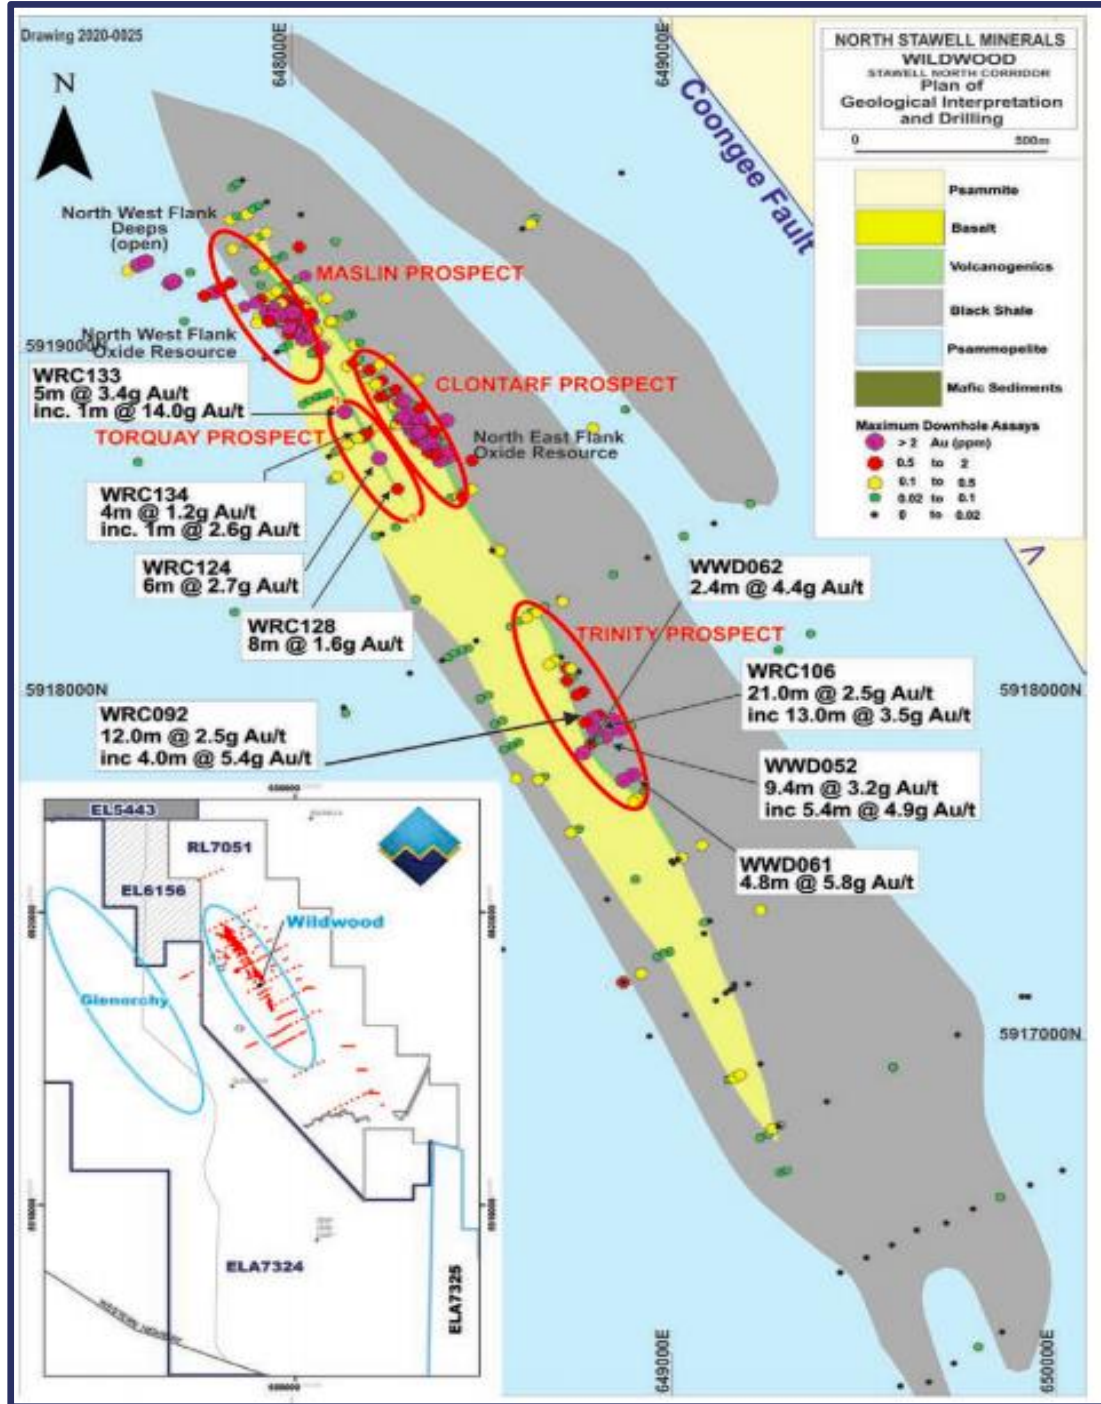 Drawing 2020-0025
648000E
649000E
NORTH STAWELL MINERALS
WILDWOOD
STAWELL NORTH CORRIDOR
Plan of
Geological Interpretation
and Drilling
0 500m
N
Coongee Fault
Psammite
Basalt
Volcanogenics
Black Shale
Psammopelite
Mafic Sediments
Maximum Downhole Assays
> 2 Au (ppm)
0.5 to 2
0.1 to 0.5
0.02 to 0.1
0 to 0.02
North West Flank
Deeps
(open)
MASLIN PROSPECT
North West Flank
Oxide Resource
5919000N
WRC133
5m @ 3.4g Au/t
inc. 1m @ 14.0g Au/t
CLONTARF PROSPECT
TORQUAY PROSPECT
North East Flank
Oxide Resource
WRC134
4m @ 1.2g Au/t
inc. 1m @ 2.6g Au/t
WRC124
6m @ 2.7g Au/t
WRC128
8m @ 1.6g Au/t
WWD062
2.4m @ 4.4g Au/t
TRINITY PROSPECT
WRC106
21.0m @ 2.5g Au/t
inc 13.0m @ 3.5g Au/t
5918000N
5918000N
WRC092
12.0m @ 2.5g Au/t
inc 4.0m @ 5.4g Au/t
WWD052
9.4m @ 3.2g Au/t
inc 5.4m @ 4.9g Au/t
WWD061
4.8m @ 5.8g Au/t
EL5443
RL7051
EL6156
Wildwood
Glenorchy
ELA7324
ELA7325
WESTERN HIGHWAY
5917000N
649000E
650000E